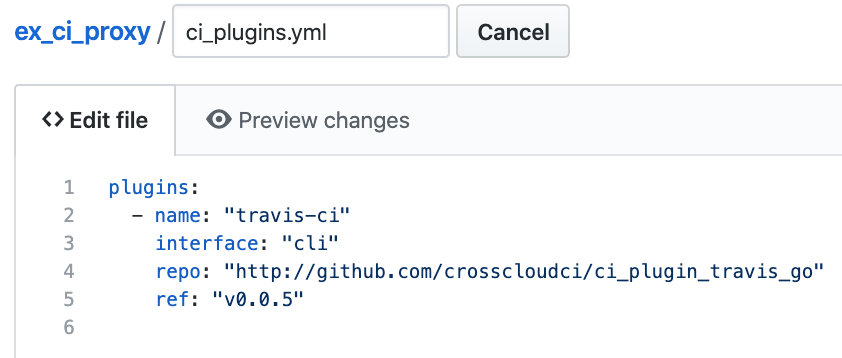 ex_ci_proxy / ci_plugins.yml Cancel
<> Edit file Preview changes
1 plugins:
2 - name: "travis-ci"
3 interface: "cli"
4 repo: "http://github.com/crosscloudci/ci_plugin_travis_go"
5 ref: "v0.0.5"
6